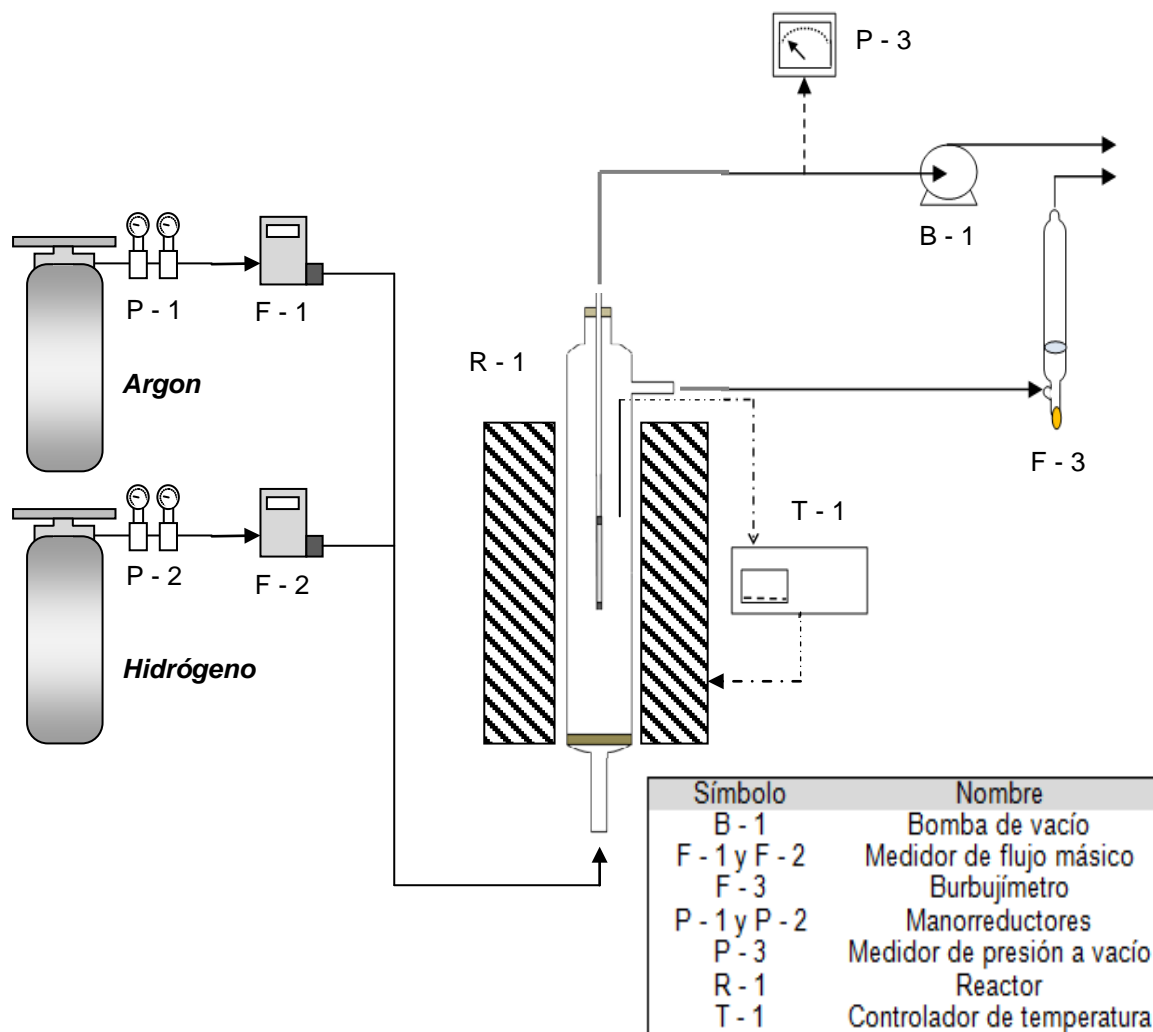 P - 3
B - 1
P - 1
F - 1
R - 1
Argon
F - 3
P - 2
F - 2
T - 1
Hidrógeno
Símbolo Nombre
B - 1 Bomba de vacío
F - 1 y F - 2 Medidor de flujo másico
F - 3 Burbujímetro
P - 1 y P - 2 Manorreductores
P - 3 Medidor de presión a vacío
R - 1 Reactor
T - 1 Controlador de temperatura